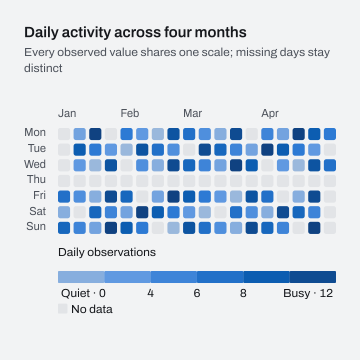 Daily activity across four months
Every observed value shares one scale; missing days stay
distinct
Jan Feb Mar Apr
Mon
Tue
Wed
Thu
Fri
Sat
Sun
Daily observations
Quiet · 0 4 6 8 Busy · 12
No data